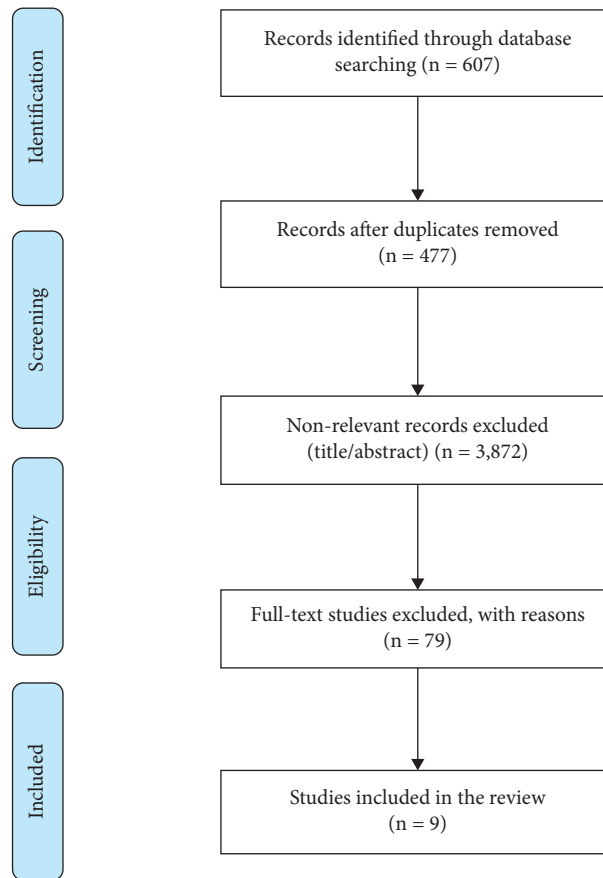 Identification
Records identified through database
searching (n = 607)
Records after duplicates removed
(n = 477)
Screening
Non-relevant records excluded
(title/abstract) (n = 3,872)
Eligibility
Full-text studies excluded, with reasons
(n = 79)
Included
Studies included in the review
(n = 9)